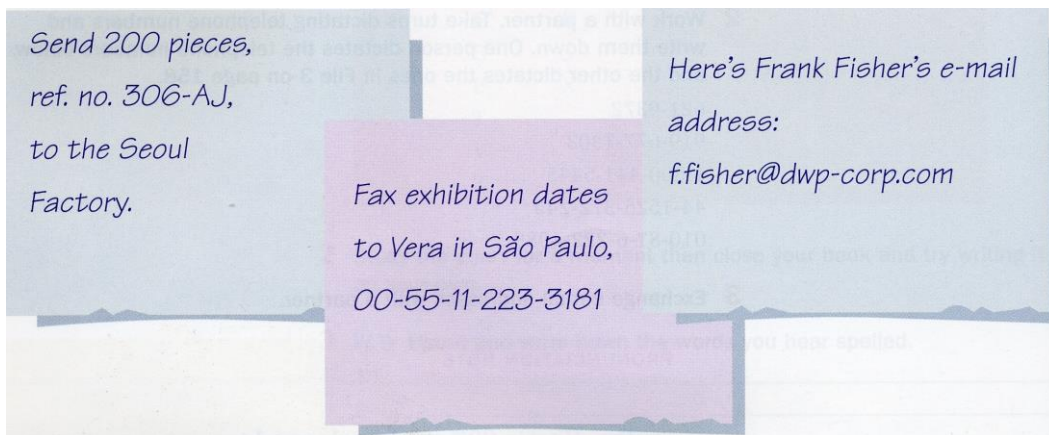 Send 200 pieces,
ref. no. 306-AJ,
to the Seoul
Factory.
Fax exhibition dates
to Vera in São Paulo,
00-55-11-223-3181
Here's Frank Fisher's e-mail
address:
f.fisher@dwp-corp.com